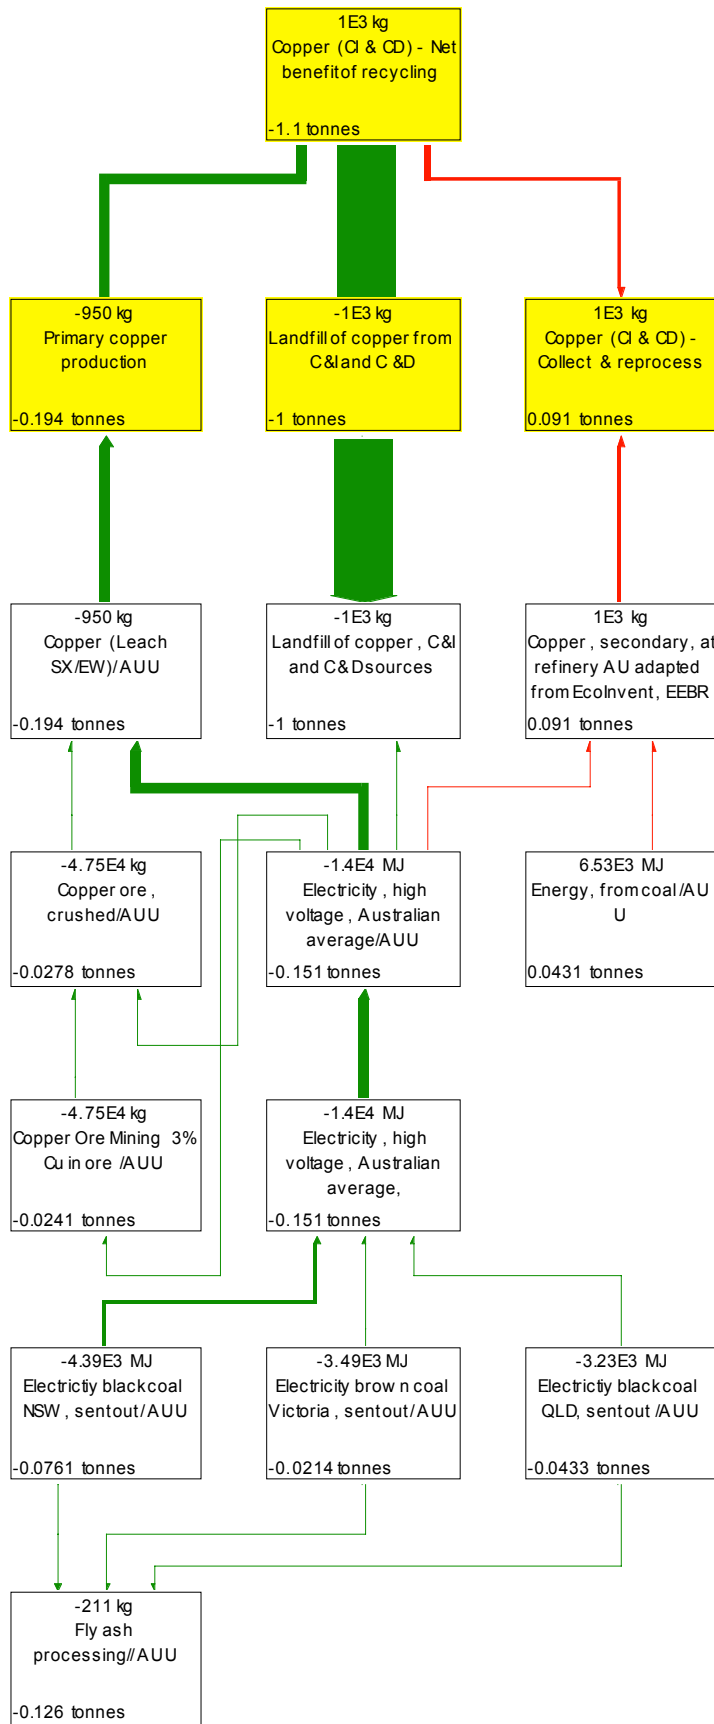 1E3 kg
Copper (CI & CD) - Net
benefit of recycling
-1.1 tonnes
-950 kg
Primary copper
production
-0.194 tonnes
-1E3 kg
Landfill of copper from
C&I and C &D
-1 tonnes
1E3 kg
Copper (CI & CD) -
Collect & reprocess
0.091 tonnes
-950 kg
Copper (Leach
SX/EW)/AUU
-0.194 tonnes
-1E3 kg
Landfill of copper , C&I
and C&D sources
-1 tonnes
1E3 kg
Copper , secondary, at
refinery AU adapted
from EcoInvent, EEBR
0.091 tonnes
-4.75E4 kg
Copper ore ,
crushed/AUU
-0.0278 tonnes
-1.4E4 MJ
Electricity , high
voltage , Australian
average/AUU
-0.151 tonnes
6.53E3 MJ
Energy, from coal/AU
U
0.0431 tonnes
-4.75E4 kg
Copper Ore Mining 3%
Cu in ore /AUU
-0.0241 tonnes
-1.4E4 MJ
Electricity , high
voltage , Australian
average,
-0.151 tonnes
-4.39E3 MJ
Electrictiy black coal
NSW , sent out/AUU
-0.0761 tonnes
-3.49E3 MJ
Electricity brown coal
Victoria , sent out/AUU
-0.0214 tonnes
-3.23E3 MJ
Electrictiy black coal
QLD, sent out /AUU
-0.0433 tonnes
-211 kg
Fly ash
processing//AUU
-0.126 tonnes